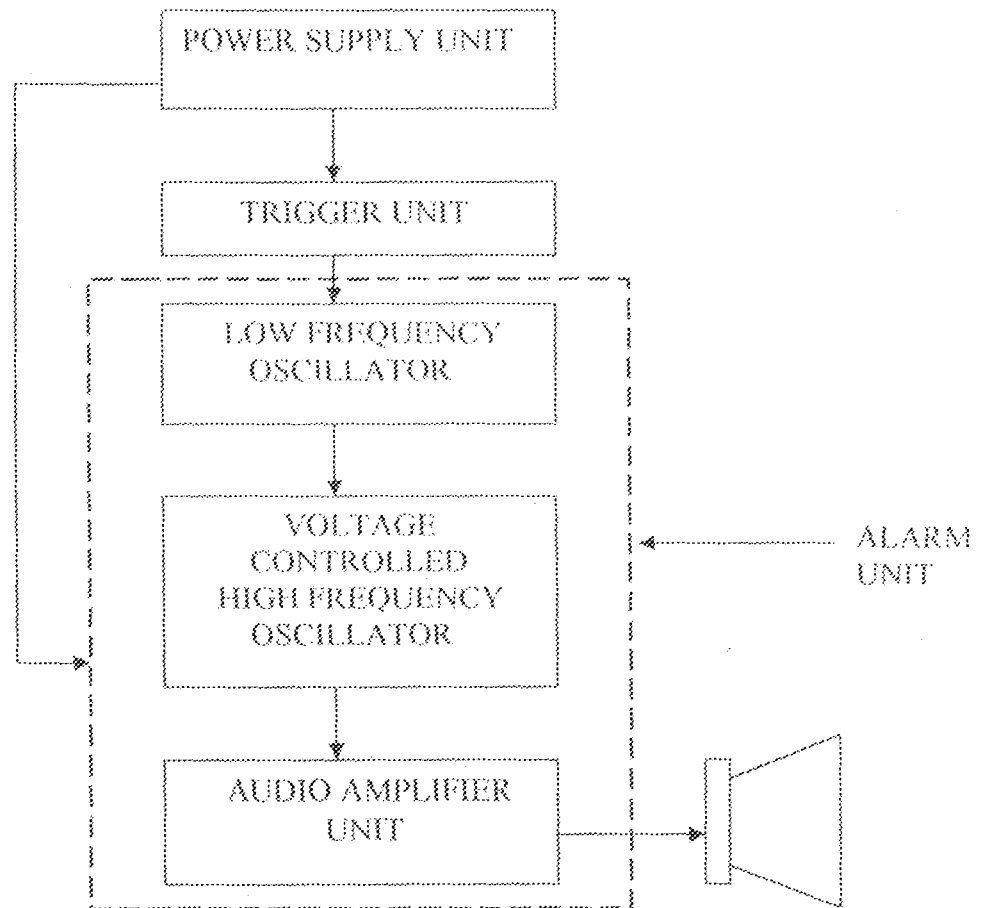 POWER SUPPLY UNIT
TRIGGER UNIT
LOW FREQUENCY
OSCILLATOR
VOLTAGE
CONTROLLED
HIGH FREQUENCY
OSCILLATOR
ALARM
UNIT
AUDIO AMPLIFIER
UNIT